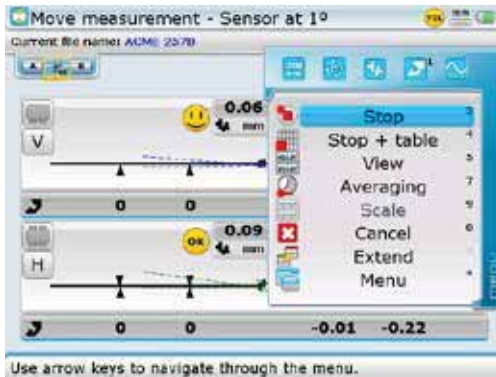 Move measurement - Sensor at 1º
Current file name: ACME 2570
V
0.06
mm
0 0
H
OK
0.09
mm
0 0 -0.01 -0.22
1
Stop
Stop + table
View
Averaging
Scale
Cancel
Extend
Menu
Use arrow keys to navigate through the menu.